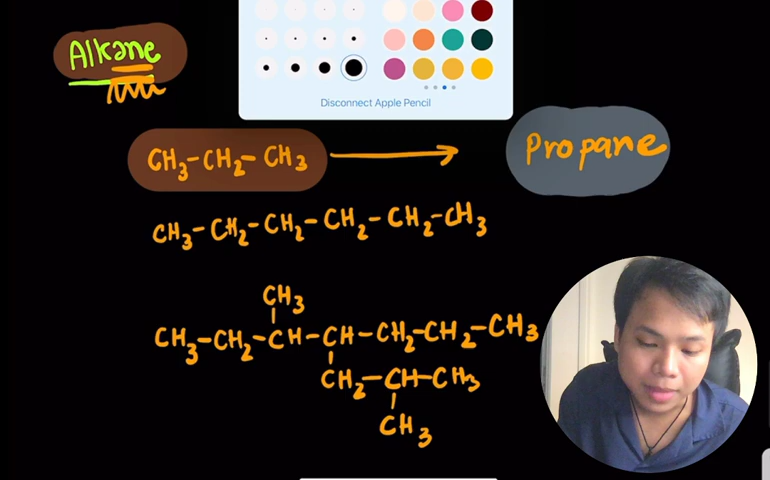 Alkane
Disconnect Apple Pencil
CH3-CH2-CH3 → Propane
CH3-CH2-CH2-CH2-CH2-CH3
CH3
CH3-CH2-CH-CH-CH2-CH2-CH3
CH2-CH-CH3
CH3